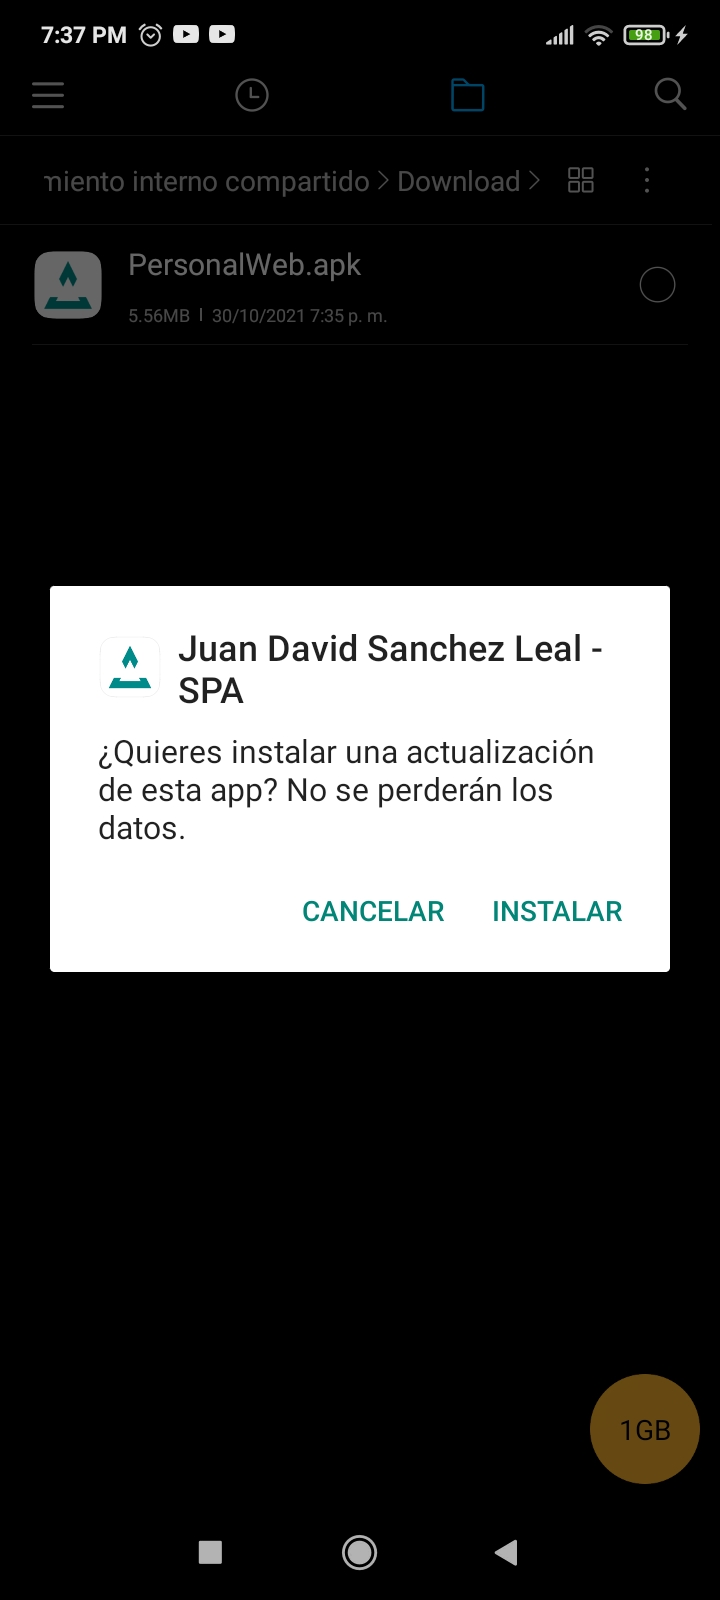 7:37 PM
98
miento interno compartido > Download >
PersonalWeb.apk
5.56MB | 30/10/2021 7:35 p. m.
Juan David Sanchez Leal -
SPA
¿Quieres instalar una actualización
de esta app? No se perderán los
datos.
CANCELAR INSTALAR
1GB